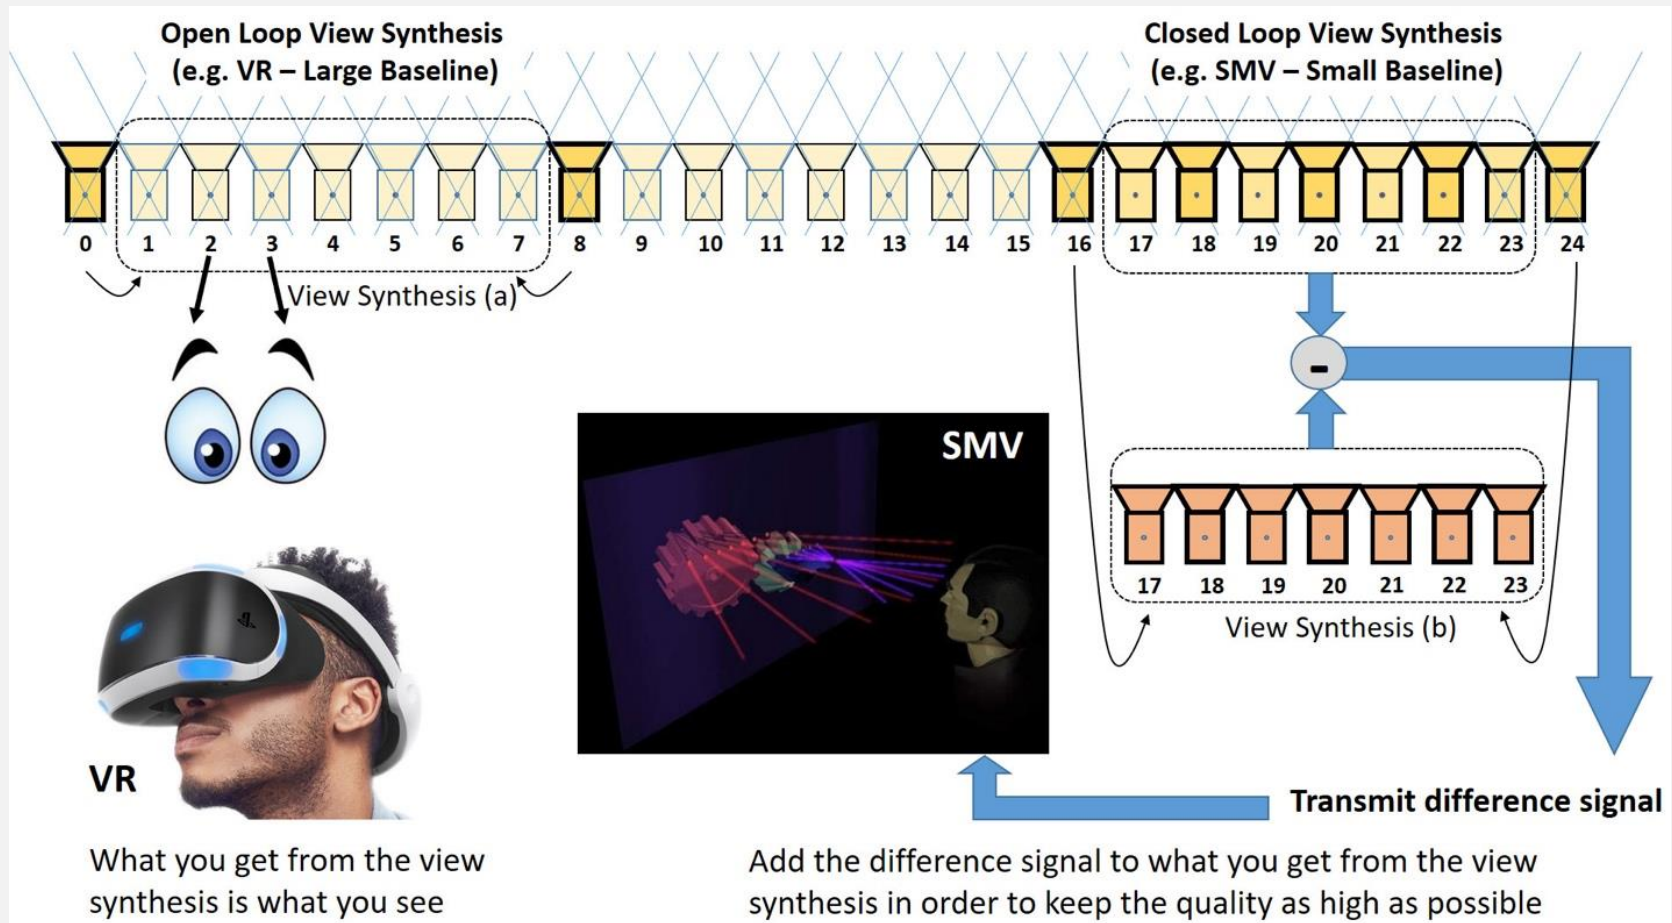 Open Loop View Synthesis
(e.g. VR – Large Baseline)
Closed Loop View Synthesis
(e.g. SMV – Small Baseline)
0 1 2 3 4 5 6 7 8 9 10 11 12 13 14 15 16 17 18 19 20 21 22 23 24
View Synthesis (a)
-
SMV
17 18 19 20 21 22 23
View Synthesis (b)
VR
Transmit difference signal
What you get from the view
synthesis is what you see
Add the difference signal to what you get from the view
synthesis in order to keep the quality as high as possible